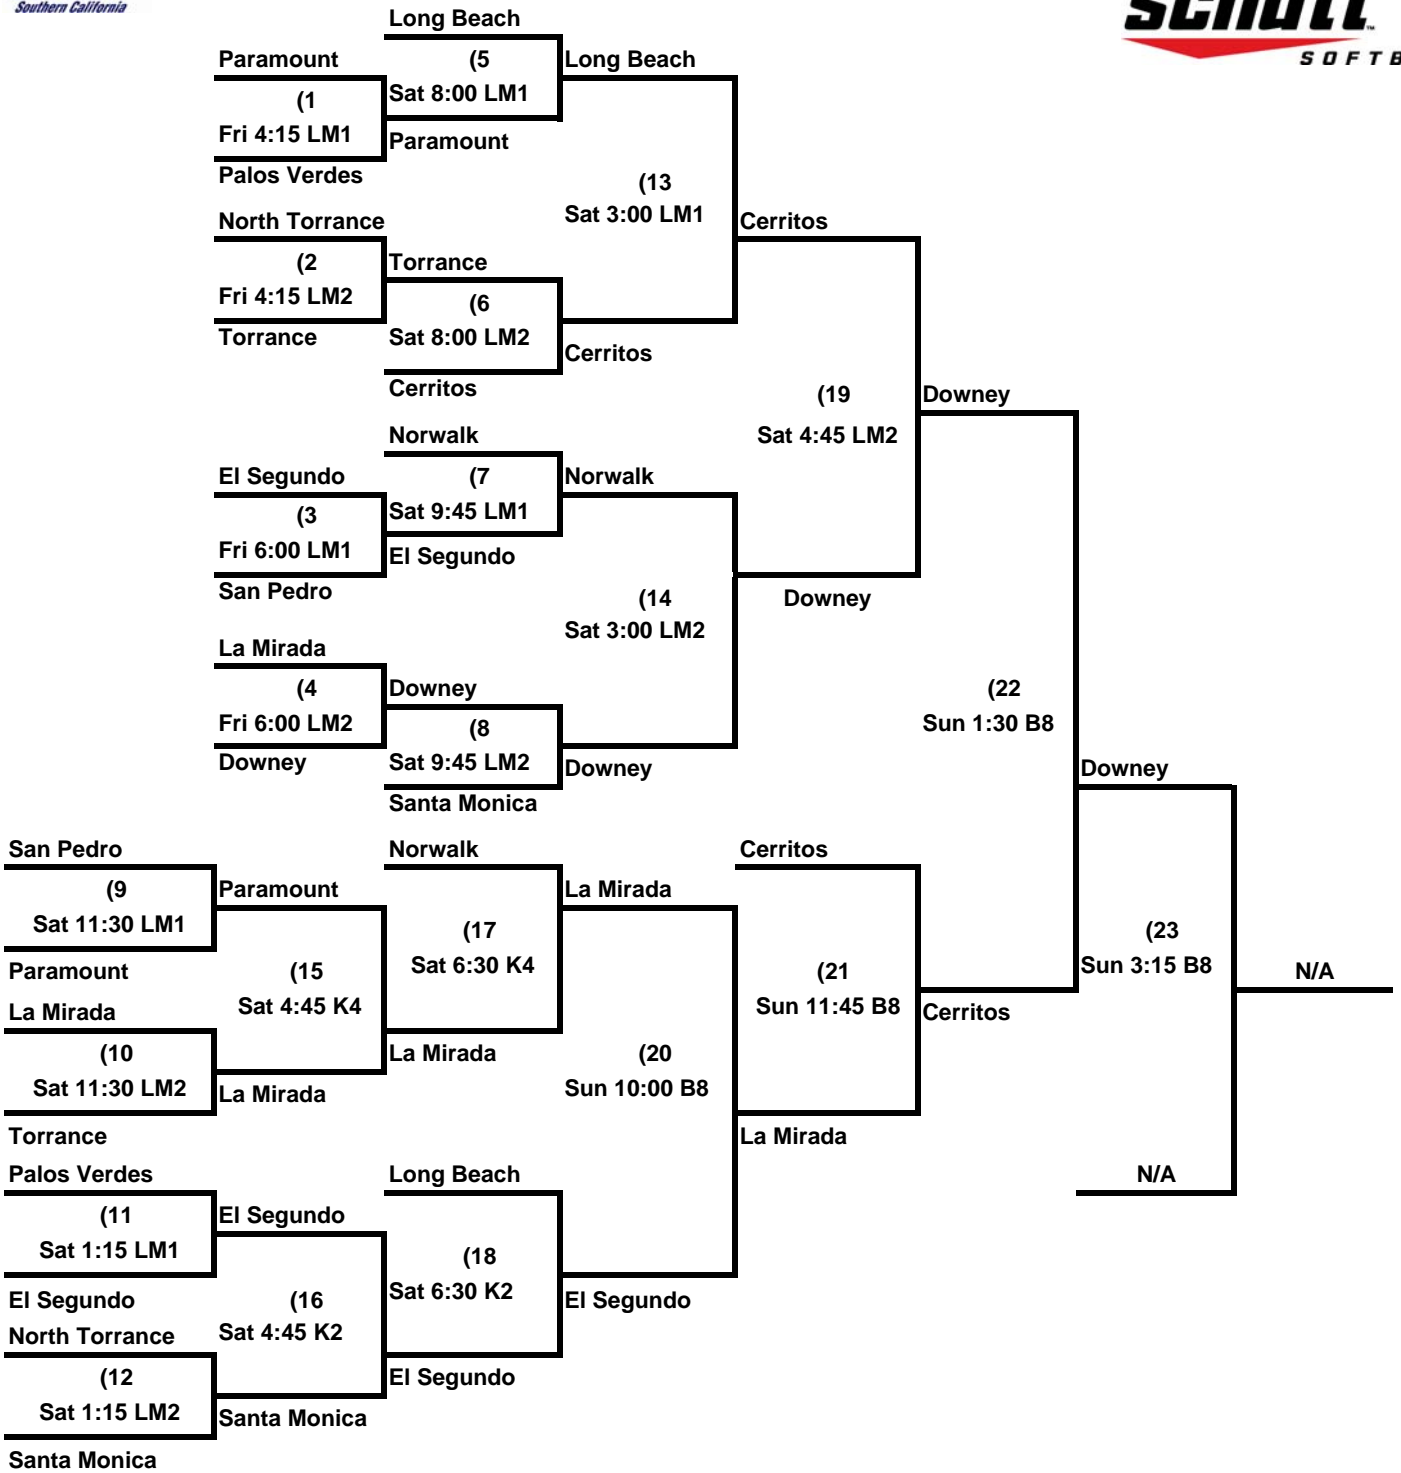 Southern California
schutt
SOFTB
Long Beach
Paramount
(5
Long Beach
(1
Sat 8:00 LM1
Fri 4:15 LM1
Paramount
Palos Verdes
(13
Sat 3:00 LM1
North Torrance
Cerritos
(2
Torrance
Fri 4:15 LM2
(6
Torrance
Sat 8:00 LM2
Cerritos
Cerritos
(19
Downey
Sat 4:45 LM2
Norwalk
El Segundo
(7
Norwalk
(3
Sat 9:45 LM1
Fri 6:00 LM1
El Segundo
San Pedro
(14
Downey
Sat 3:00 LM2
La Mirada
(4
Downey
(22
Fri 6:00 LM2
(8
Sun 1:30 B8
Downey
Sat 9:45 LM2
Downey
Downey
Santa Monica
San Pedro
Norwalk
Cerritos
(9
Paramount
La Mirada
Sat 11:30 LM1
(17
(23
Paramount
(15
Sat 6:30 K4
(21
Sun 3:15 B8
N/A
La Mirada
Sat 4:45 K4
Sun 11:45 B8
Cerritos
(10
La Mirada
(20
Sat 11:30 LM2
La Mirada
Sun 10:00 B8
Torrance
La Mirada
Palos Verdes
Long Beach
N/A
(11
El Segundo
Sat 1:15 LM1
(18
El Segundo
(16
Sat 6:30 K2
El Segundo
North Torrance
Sat 4:45 K2
(12
El Segundo
Sat 1:15 LM2
Santa Monica
Santa Monica